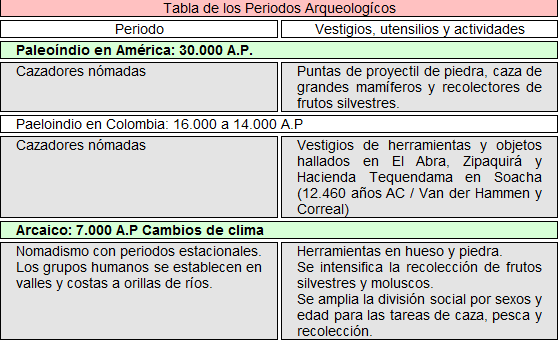 Tabla de los Periodos Arqueologícos
Periodo
Vestigios, utensilios y actividades
Paleoíndio en América: 30.000 A.P.
Cazadores nómadas
Puntas de proyectil de piedra, caza de
grandes mamíferos y recolectores de
frutos silvestres.
Paeloindio en Colombia: 16.000 a 14.000 A.P
Cazadores nómadas
Vestigios de herramientas y objetos
hallados en El Abra, Zipaquirá y
Hacienda Tequendama en Soacha
(12.460 años AC / Van der Hammen y
Correal)
Arcaico: 7.000 A.P Cambios de clima
Nomadismo con periodos estacionales.
Los grupos humanos se establecen en
valles y costas a orillas de ríos.
Herramientas en hueso y piedra.
Se intensifica la recolección de frutos
silvestres y moluscos.
Se amplia la división social por sexos y
edad para las tareas de caza, pesca y
recolección.